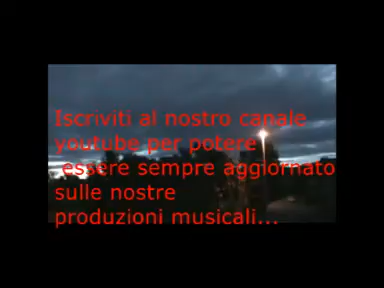 Iscriviti al nostro canale
youtube per potere
essere sempre aggiornato
sulle nostre
produzioni musicali...